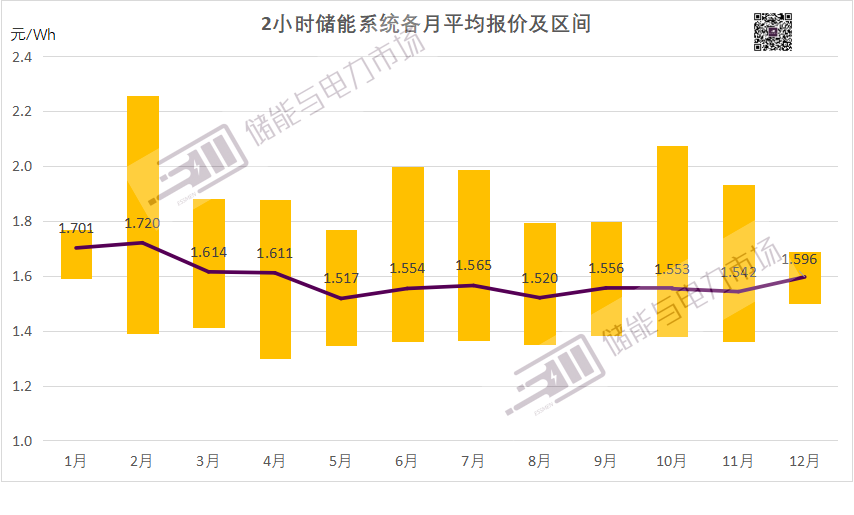 2小时储能系统各月平均报价及区间
元/Wh
2.4
2.2
2.0
1.8
1.6
1.4
1.2
1.0
1.701
1.720
1.614
1.611
1.517
1.554
1.565
1.520
1.556
1.553
1.542
1.596
1月
2月
3月
4月
5月
6月
7月
8月
9月
10月
11月
12月
储能与电力市场
储能与电力市场